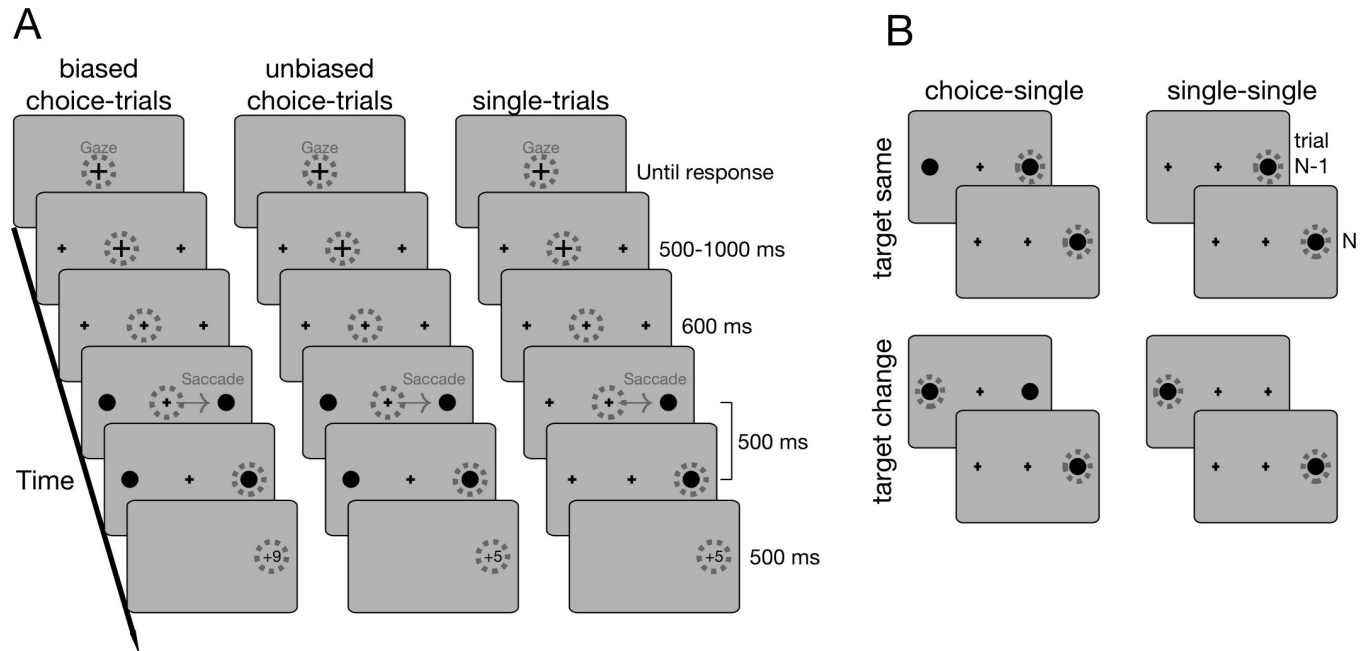 A
biased
choice-trials
unbiased
choice-trials
single-trials
Gaze
Gaze
Gaze
Until response
500-1000 ms
600 ms
Saccade
Saccade
Saccade
500 ms
Time
+9
+5
+5
500 ms
B
choice-single
single-single
target same
trial
N-1
N
target change